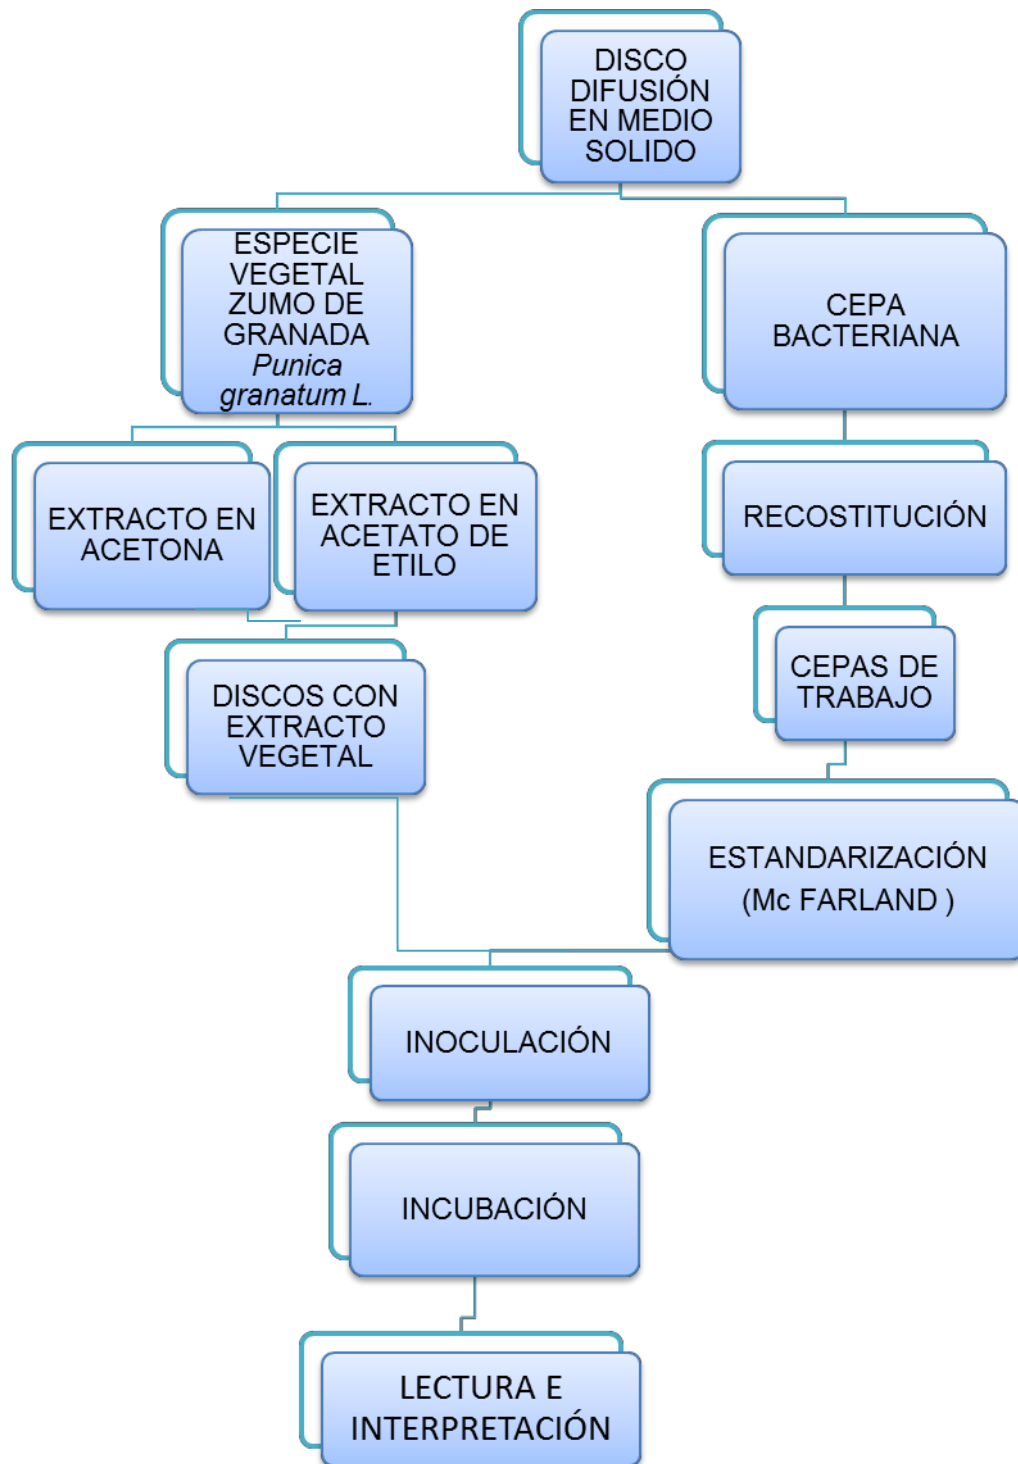 DISCO
DIFUSIÓN
EN MEDIO
SOLIDO
ESPECIE
VEGETAL
ZUMO DE
GRANADA
Punica
granatum L.
CEPA
BACTERIANA
EXTRACTO EN
ACETONA
EXTRACTO EN
ACETATO DE
ETILO
RECOSTITUCIÓN
DISCOS CON
EXTRACTO
VEGETAL
CEPAS DE
TRABAJO
ESTANDARIZACIÓN
(Mc FARLAND )
INOCULACIÓN
INCUBACIÓN
LECTURA E
INTERPRETACIÓN